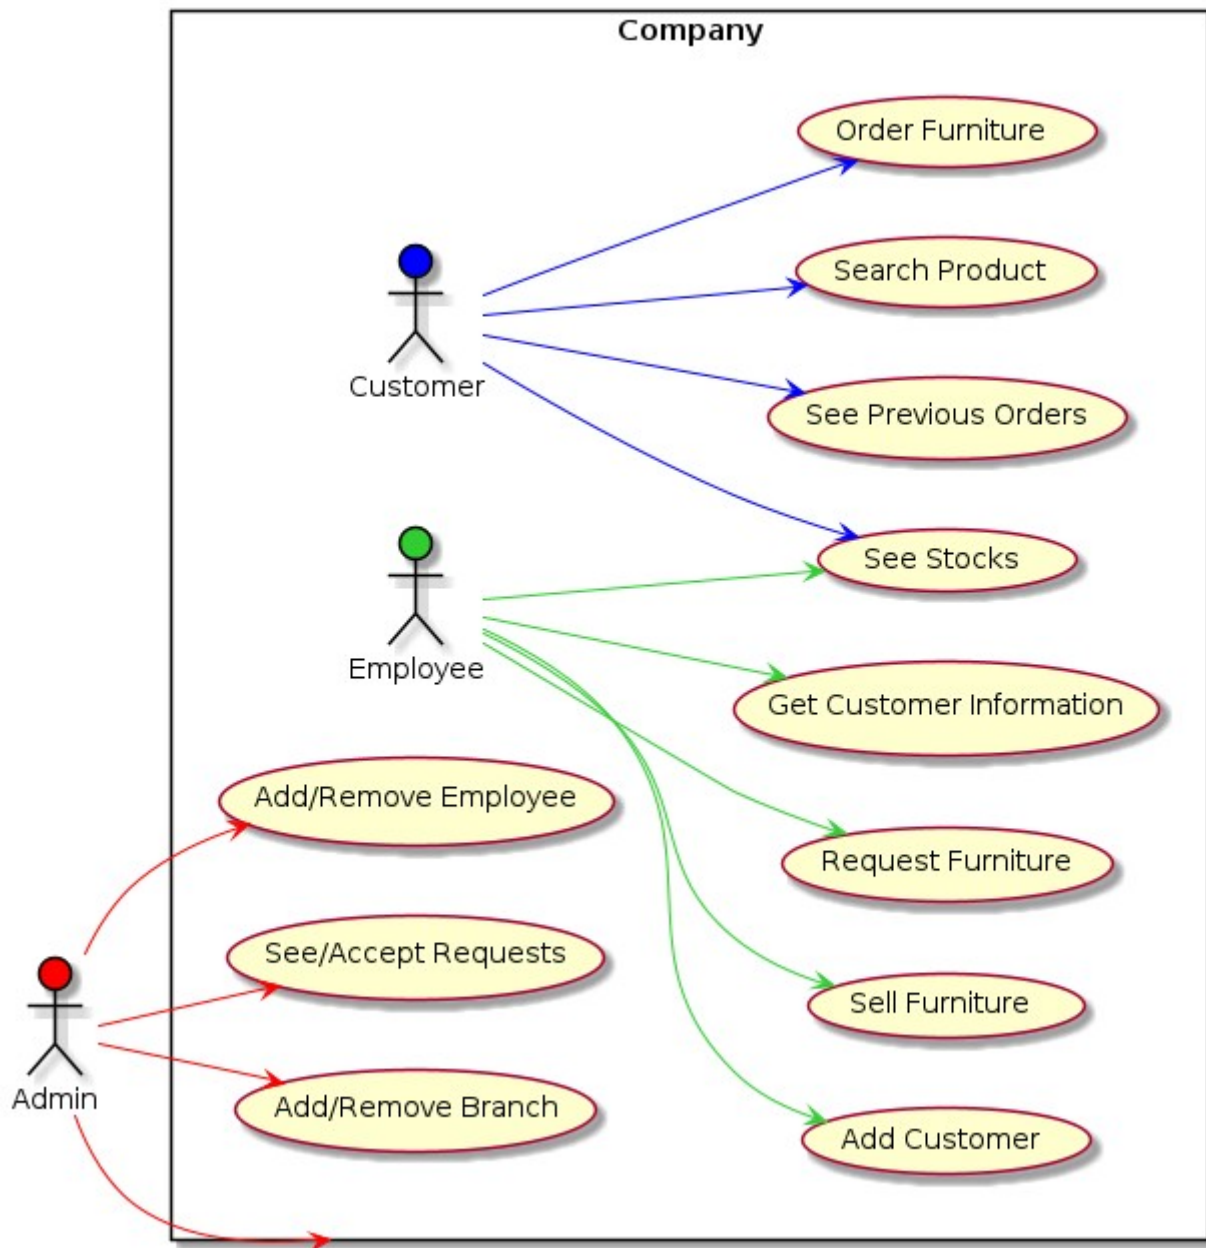 Company
Order Furniture
Search Product
Customer
See Previous Orders
See Stocks
Employee
Get Customer Information
Add/Remove Employee
Request Furniture
See/Accept Requests
Sell Furniture
Admin
Add/Remove Branch
Add Customer